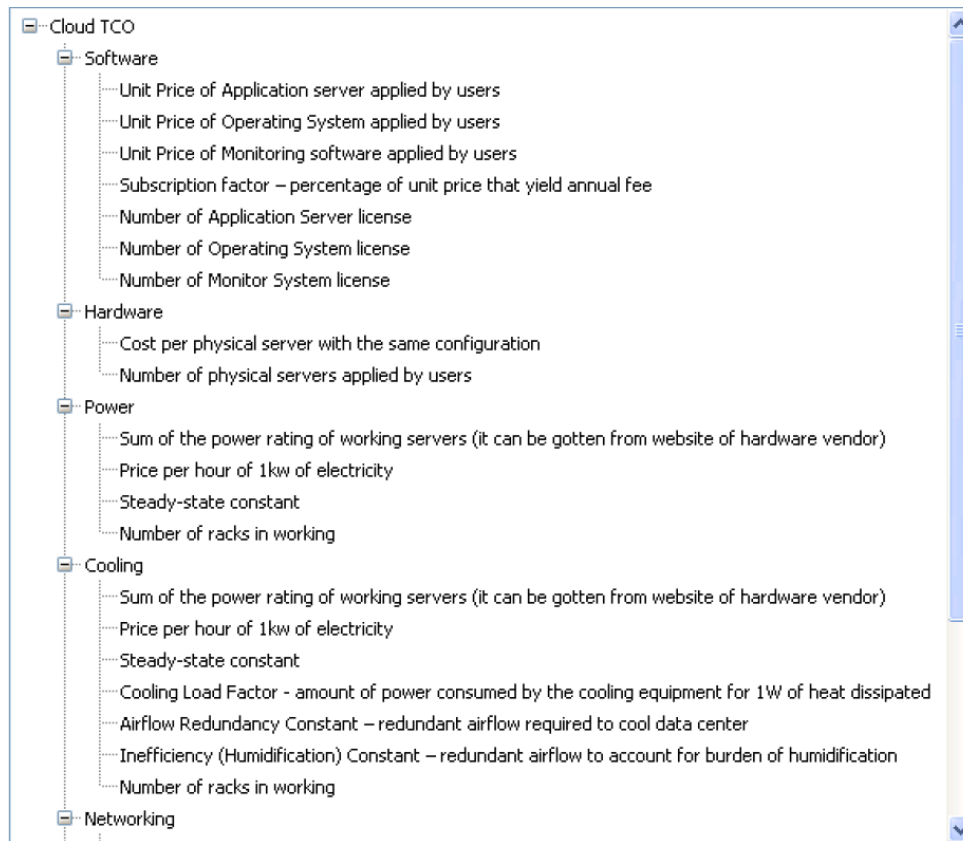 Cloud TCO
Software
Unit Price of Application server applied by users
Unit Price of Operating System applied by users
Unit Price of Monitoring software applied by users
Subscription factor – percentage of unit price that yield annual fee
Number of Application Server license
Number of Operating System license
Number of Monitor System license
Hardware
Cost per physical server with the same configuration
Number of physical servers applied by users
Power
Sum of the power rating of working servers (it can be gotten from website of hardware vendor)
Price per hour of 1kw of electricity
Steady-state constant
Number of racks in working
Cooling
Sum of the power rating of working servers (it can be gotten from website of hardware vendor)
Price per hour of 1kw of electricity
Steady-state constant
Cooling Load Factor - amount of power consumed by the cooling equipment for 1W of heat dissipated
Airflow Redundancy Constant – redundant airflow required to cool data center
Inefficiency (Humidification) Constant – redundant airflow to account for burden of humidification
Number of racks in working
Networking